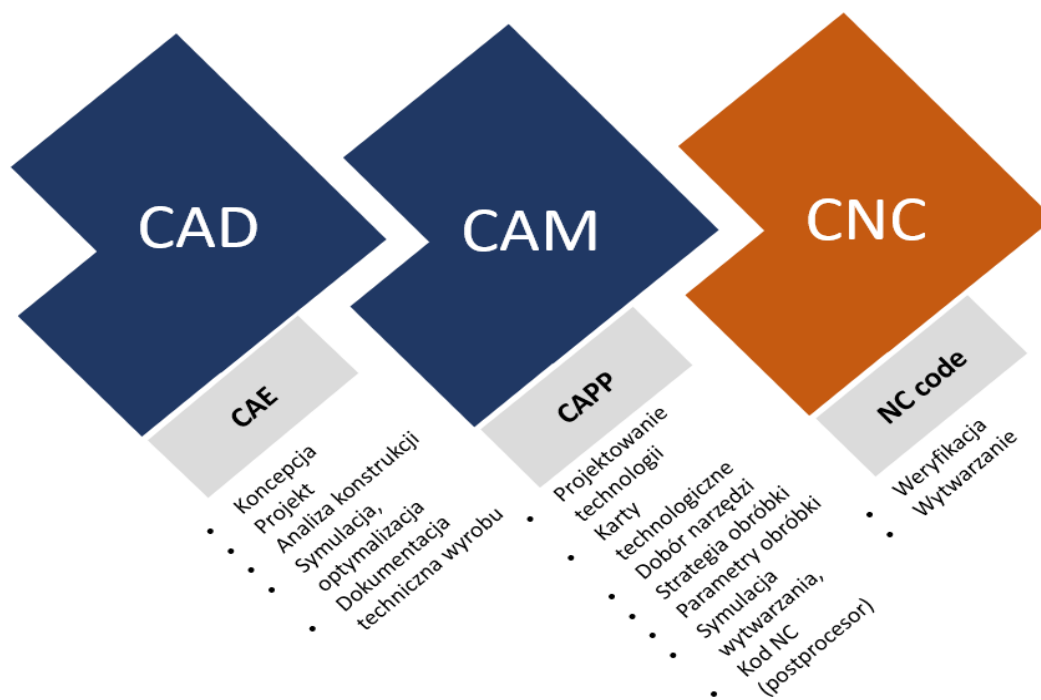 CAD
CAM
CNC
CAE
• Koncepcja
• Projekt
• Analiza konstrukcji
• Symulacja,
optymalizacja
• Dokumentacja
techniczna wyrobu
CAPP
• Projektowanie
technologii
• Karty
technologiczne
• Dobór narzędzi
• Strategia obróbki
• Parametry obróbki
• Symulacja
wytwarzania,
• Kod NC
(postprocesor)
NC code
• Weryfikacja
• Wytwarzanie